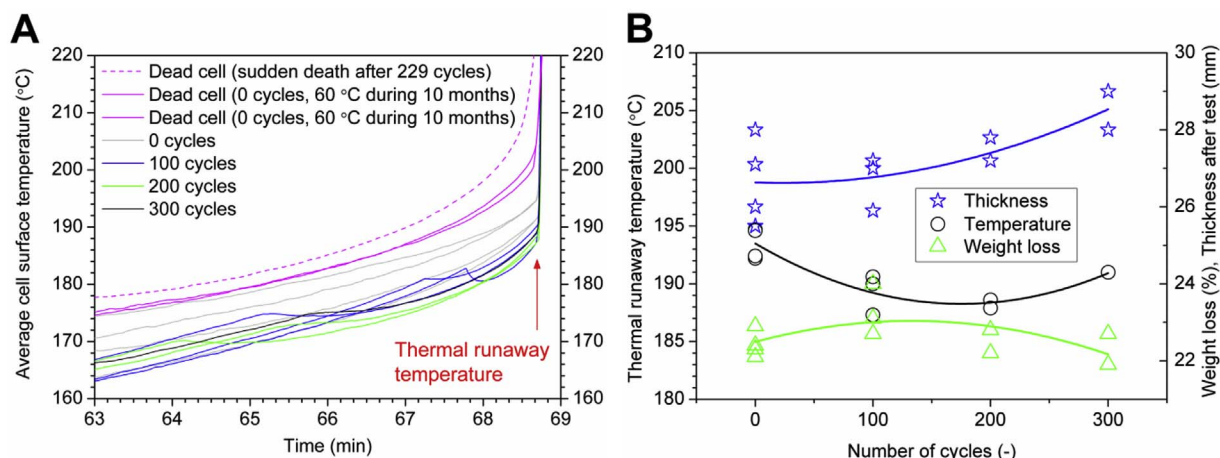 A
220
210
200
190
180
170
160
Average cell surface temperature (°C)
Dead cell (sudden death after 229 cycles)
Dead cell (0 cycles, 60 °C during 10 months)
Dead cell (0 cycles, 60 °C during 10 months)
0 cycles
100 cycles
200 cycles
300 cycles
Thermal runaway
temperature
220
210
200
190
180
170
160
63 64 65 66 67 68 69
Time (min)
B
210
205
200
195
190
185
180
Thermal runaway temperature (°C)
Thickness
Temperature
Weight loss
30
28
26
24
22
Weight loss (%), Thickness after test (mm)
0 100 200 300
Number of cycles (-)